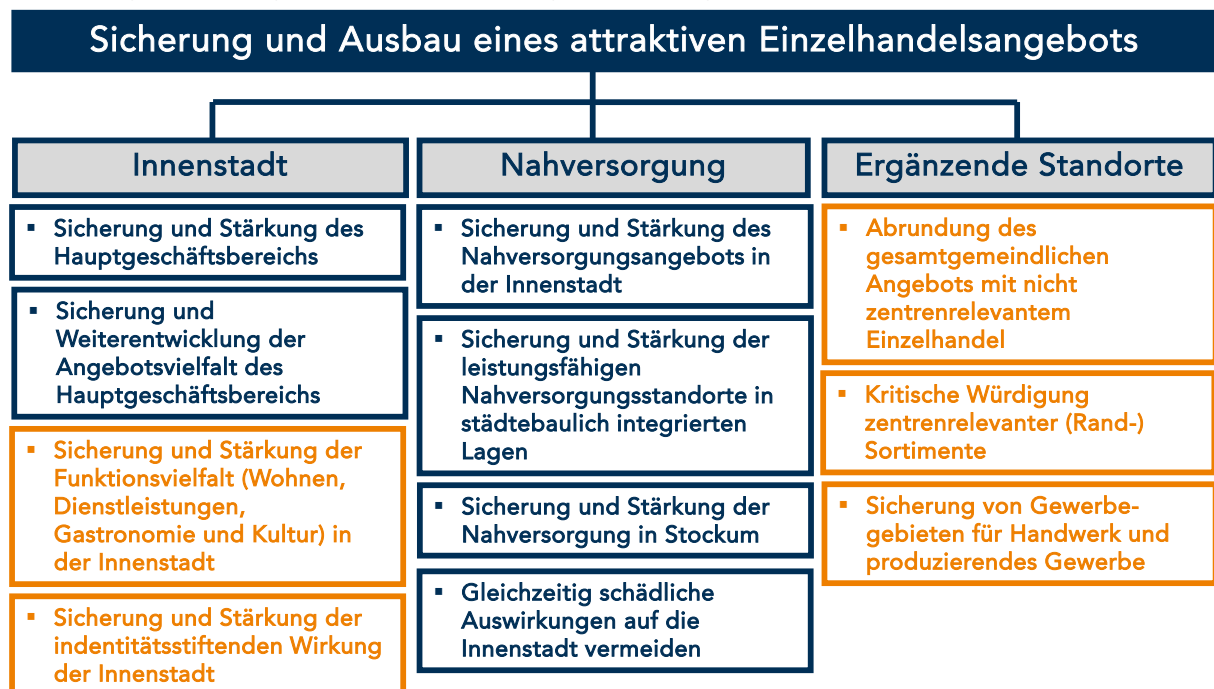 Sicherung und Ausbau eines attraktiven Einzelhandelsangebots
Innenstadt
▪ Sicherung und Stärkung des
Hauptgeschäftsbereichs
▪ Sicherung und
Weiterentwicklung der
Angebotsvielfalt des
Hauptgeschäftsbereichs
▪ Sicherung und Stärkung der
Funktionsvielfalt (Wohnen,
Dienstleistungen,
Gastronomie und Kultur) in
der Innenstadt
▪ Sicherung und Stärkung der
indentitätsstiftenden Wirkung
der Innenstadt
Nahversorgung
▪ Sicherung und Stärkung des
Nahversorgungsangebots in
der Innenstadt
▪ Sicherung und Stärkung der
leistungsfähigen
Nahversorgungsstandorte in
städtebaulich integrierten
Lagen
▪ Sicherung und Stärkung der
Nahversorgung in Stockum
▪ Gleichzeitig schädliche
Auswirkungen auf die
Innenstadt vermeiden
Ergänzende Standorte
▪ Abrundung des
gesamtgemeindlichen
Angebots mit nicht
zentrenrelevantem
Einzelhandel
▪ Kritische Würdigung
zentrenrelevanter (Rand-)
Sortimente
▪ Sicherung von Gewerbe-
gebieten für Handwerk und
produzierendes Gewerbe